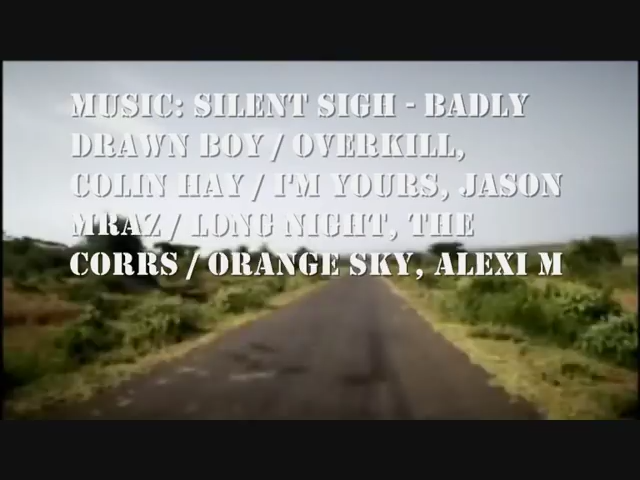 MUSIC: SILENT SIGH - BADLY
DRAWN BOY / OVERKILL,
COLIN HAY / I'M YOURS, JASON
MRAZ / LONG NIGHT, THE
CORRS / ORANGE SKY, ALEXI M